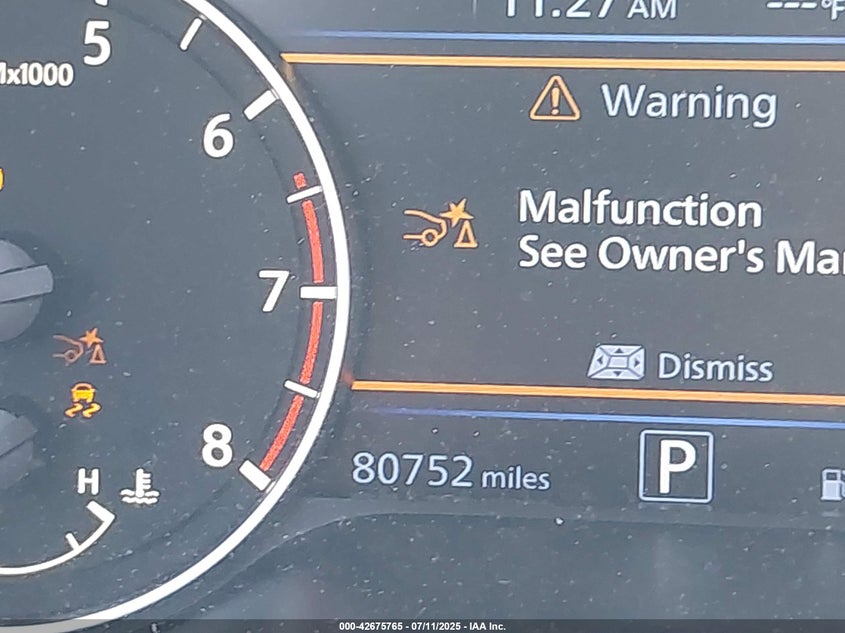 11:27 AM
---°F
5
x1000
6
7
8
H
Warning
Malfunction
See Owner's
Dismiss
80752 miles
P
000-42675765 - 07/11/2025 - IAA Inc.